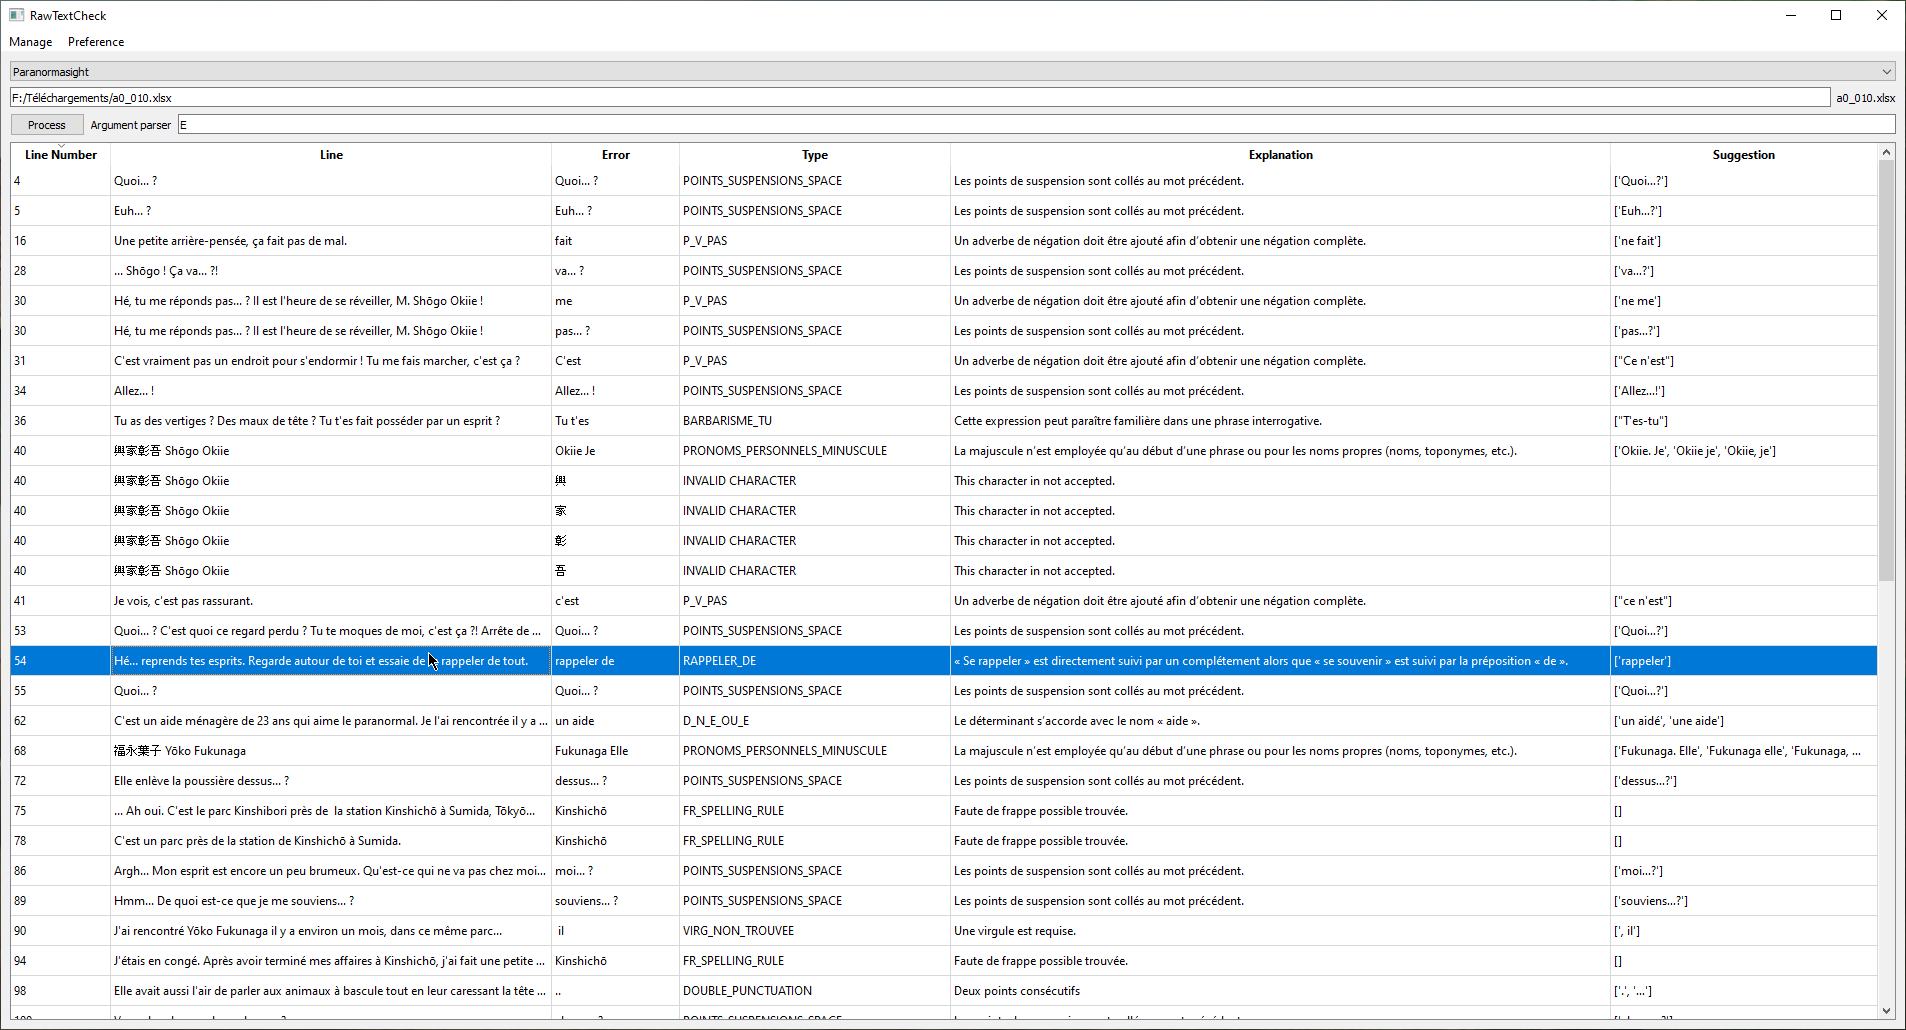 RawTextCheck
Manage Preference
Paranormasight
F:/Téléchargements/a0_010.xlsx a0_010.xlsx
Process Argument parser E
Line Number Line Error Type Explanation Suggestion
4 Quoi... ? Quoi... ? POINTS_SUSPENSIONS_SPACE Les points de suspension sont collés au mot précédent. ['Quoi...?']
5 Euh... ? Euh... ? POINTS_SUSPENSIONS_SPACE Les points de suspension sont collés au mot précédent. ['Euh...?']
16 Une petite arrière-pensée, ça fait pas de mal. fait P_V_PAS Un adverbe de négation doit être ajouté afin d’obtenir une négation complète. ['ne fait']
28 ... Shōgo ! Ça va... ?! va... ? POINTS_SUSPENSIONS_SPACE Les points de suspension sont collés au mot précédent. ['va...?']
30 Hé, tu me réponds pas... ? Il est l'heure de se réveiller, M. Shōgo Okiie ! me P_V_PAS Un adverbe de négation doit être ajouté afin d’obtenir une négation complète. ['ne me']
30 Hé, tu me réponds pas... ? Il est l'heure de se réveiller, M. Shōgo Okiie ! pas... ? POINTS_SUSPENSIONS_SPACE Les points de suspension sont collés au mot précédent. ['pas...?']
31 C'est vraiment pas un endroit pour s'endormir ! Tu me fais marcher, c'est ça ? C'est P_V_PAS Un adverbe de négation doit être ajouté afin d’obtenir une négation complète. ["Ce n'est"]
34 Allez... ! Allez... ! POINTS_SUSPENSIONS_SPACE Les points de suspension sont collés au mot précédent. ['Allez...!']
36 Tu as des vertiges ? Des maux de tête ? Tu t'es fait posséder par un esprit ? Tu t'es BARBARISME_TU Cette expression peut paraître familière dans une phrase interrogative. ["T'es-tu"]
40 興家彰吾 Shōgo Okiie Okiie Je PRONOMS_PERSONNELS_MINUSCULE La majuscule n’est employée qu’au début d’une phrase ou pour les noms propres (noms, toponymes, etc.). ['Okiie. Je', 'Okiie je', 'Okiie, je']
40 興家彰吾 Shōgo Okiie 興 INVALID CHARACTER This character in not accepted.
40 興家彰吾 Shōgo Okiie 家 INVALID CHARACTER This character in not accepted.
40 興家彰吾 Shōgo Okiie 彰 INVALID CHARACTER This character in not accepted.
40 興家彰吾 Shōgo Okiie 吾 INVALID CHARACTER This character in not accepted.
41 Je vois, c'est pas rassurant. c'est P_V_PAS Un adverbe de négation doit être ajouté afin d’obtenir une négation complète. ["ce n'est"]
53 Quoi... ? C'est quoi ce regard perdu ? Tu te moques de moi, c'est ça ?! Arrête de ... Quoi... ? POINTS_SUSPENSIONS_SPACE Les points de suspension sont collés au mot précédent. ['Quoi...?']
54 Hé... reprends tes esprits. Regarde autour de toi et essaie de rappeler de tout. rappeler de RAPPELER_DE « Se rappeler » est directement suivi par un complétement alors que « se souvenir » est suivi par la préposition « de ». ['rappeler']
55 Quoi... ? Quoi... ? POINTS_SUSPENSIONS_SPACE Les points de suspension sont collés au mot précédent. ['Quoi...?']
62 C'est un aide ménagère de 23 ans qui aime le paranormal. Je l'ai rencontrée il y a ... un aide D_N_E_OU_E Le déterminant s’accorde avec le nom « aide ». ['un aidé', 'une aide']
68 福永葉子 Yōko Fukunaga Fukunaga Elle PRONOMS_PERSONNELS_MINUSCULE La majuscule n’est employée qu’au début d’une phrase ou pour les noms propres (noms, toponymes, etc.). ['Fukunaga. Elle', 'Fukunaga elle', 'Fukunaga, ...
72 Elle enlève la poussière dessus... ? dessus... ? POINTS_SUSPENSIONS_SPACE Les points de suspension sont collés au mot précédent. ['dessus...?']
75 ... Ah oui. C'est le parc Kinshibori près de  la station Kinshichō à Sumida, Tōkyō... Kinshichō FR_SPELLING_RULE Faute de frappe possible trouvée. []
78 C'est un parc près de la station de Kinshichō à Sumida. Kinshichō FR_SPELLING_RULE Faute de frappe possible trouvée. []
86 Argh... Mon esprit est encore un peu brumeux. Qu'est-ce qui ne va pas chez moi... moi... ? POINTS_SUSPENSIONS_SPACE Les points de suspension sont collés au mot précédent. ['moi...?']
89 Hmm... De quoi est-ce que je me souviens... ? souviens... ? POINTS_SUSPENSIONS_SPACE Les points de suspension sont collés au mot précédent. ['souviens...?']
90 J'ai rencontré Yōko Fukunaga il y a environ un mois, dans ce même parc... il VIRG_NON_TROUVEE Une virgule est requise. [', il']
94 J'étais en congé. Après avoir terminé mes affaires à Kinshichō, j'ai fait une petite ... Kinshichō FR_SPELLING_RULE Faute de frappe possible trouvée. []
98 Elle avait aussi l'air de parler aux animaux à bascule tout en leur caressant la tête ... .. DOUBLE_PUNCTUATION Deux points consécutifs ['.', '...']